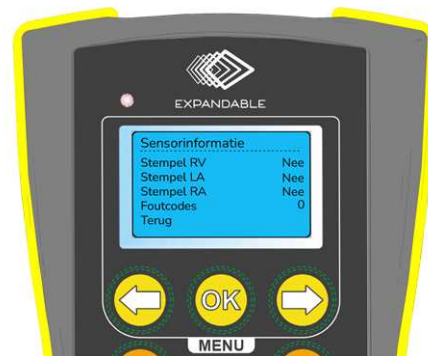 EXPANDABLE
Sensorinformatie
Stempel RV Nee
Stempel LA Nee
Stempel RA Nee
Foutcodes 0
Terug
OK
MENU